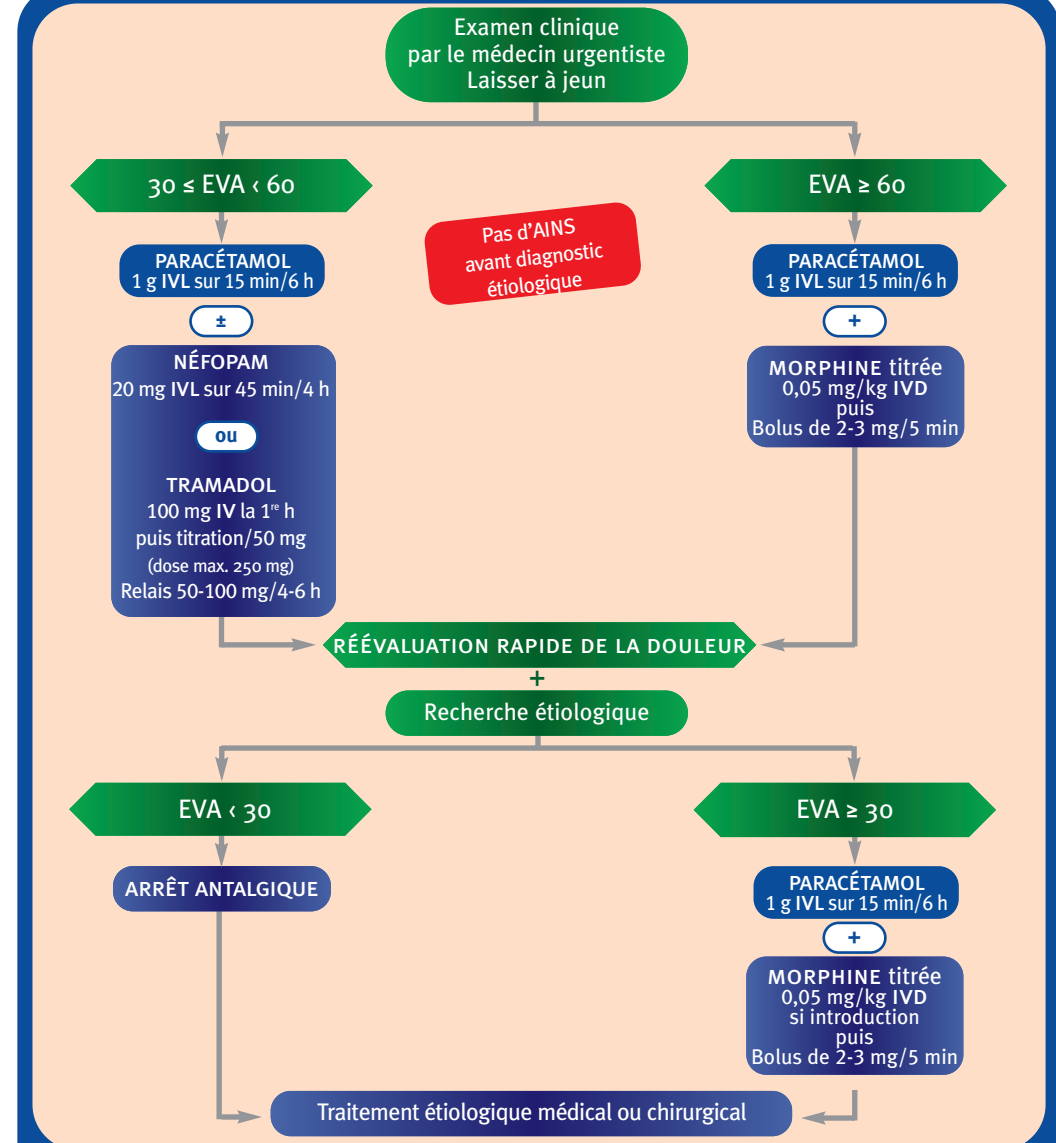 Examen clinique
par le médecin urgentiste
Laisser à jeun
30 ≤ EVA < 60
EVA ≥ 60
Pas d'AINS
avant diagnostic
étiologique
PARACÉTAMOL
1 g IVL sur 15 min/6 h
±
NÉFOPAM
20 mg IVL sur 45 min/4 h
ou
TRAMADOL
100 mg IV la 1re h
puis titration/50 mg
(dose max. 250 mg)
Relais 50-100 mg/4-6 h
PARACÉTAMOL
1 g IVL sur 15 min/6 h
+
MORPHINE titrée
0,05 mg/kg IVD
puis
Bolus de 2-3 mg/5 min
RÉÉVALUATION RAPIDE DE LA DOULEUR
+
Recherche étiologique
EVA < 30
ARRÊT ANTALGIQUE
EVA ≥ 30
PARACÉTAMOL
1 g IVL sur 15 min/6 h
+
MORPHINE titrée
0,05 mg/kg IVD
si introduction
puis
Bolus de 2-3 mg/5 min
Traitement étiologique médical ou chirurgical